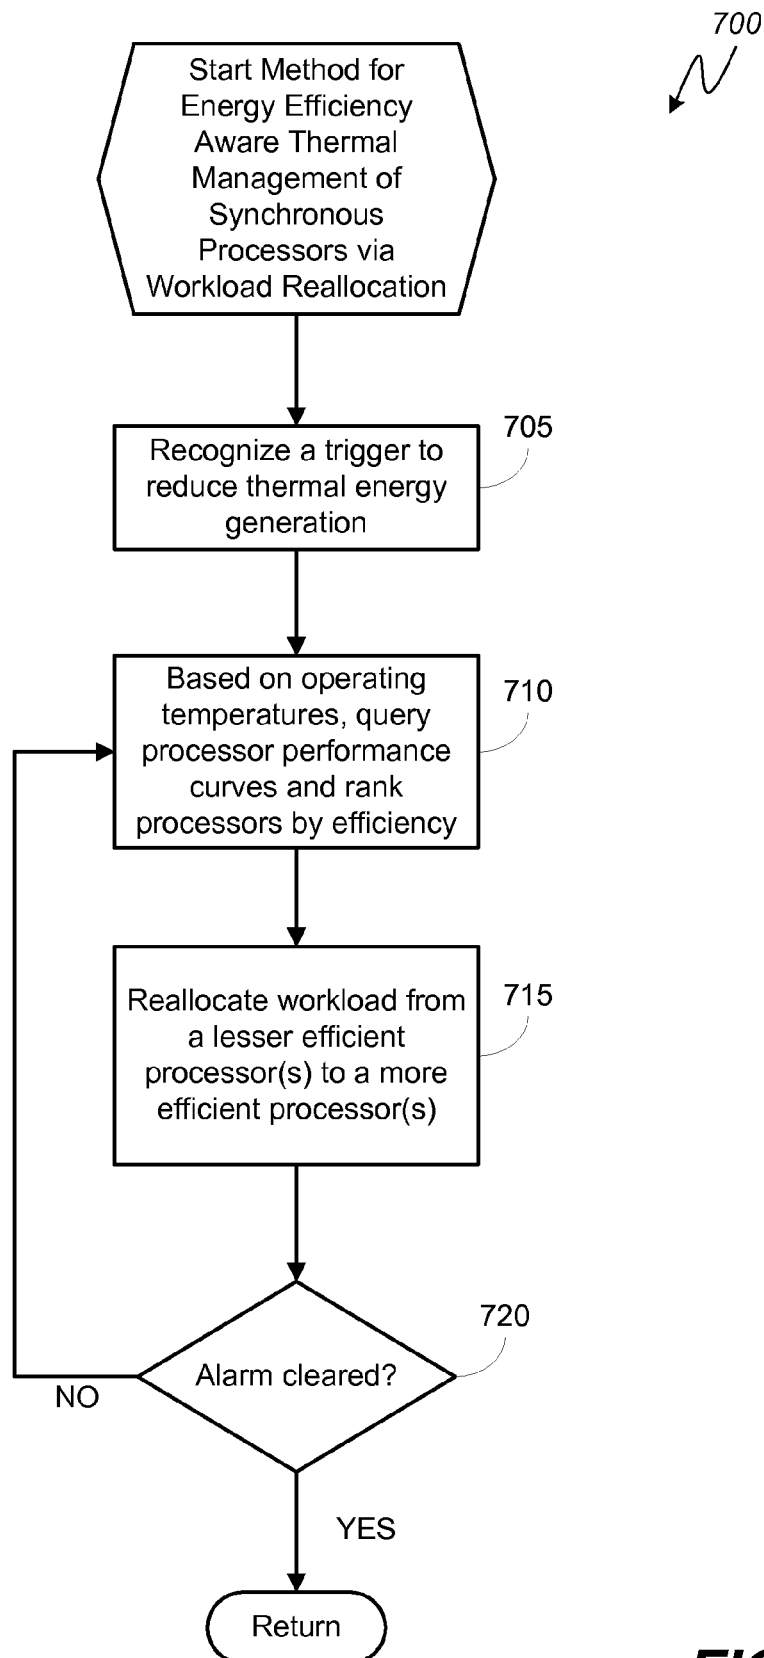 700
Start Method for
Energy Efficiency
Aware Thermal
Management of
Synchronous
Processors via
Workload Reallocation
705
Recognize a trigger to
reduce thermal energy
generation
710
Based on operating
temperatures, query
processor performance
curves and rank
processors by efficiency
715
Reallocate workload from
a lesser efficient
processor(s) to a more
efficient processor(s)
720
Alarm cleared?
NO
YES
Return